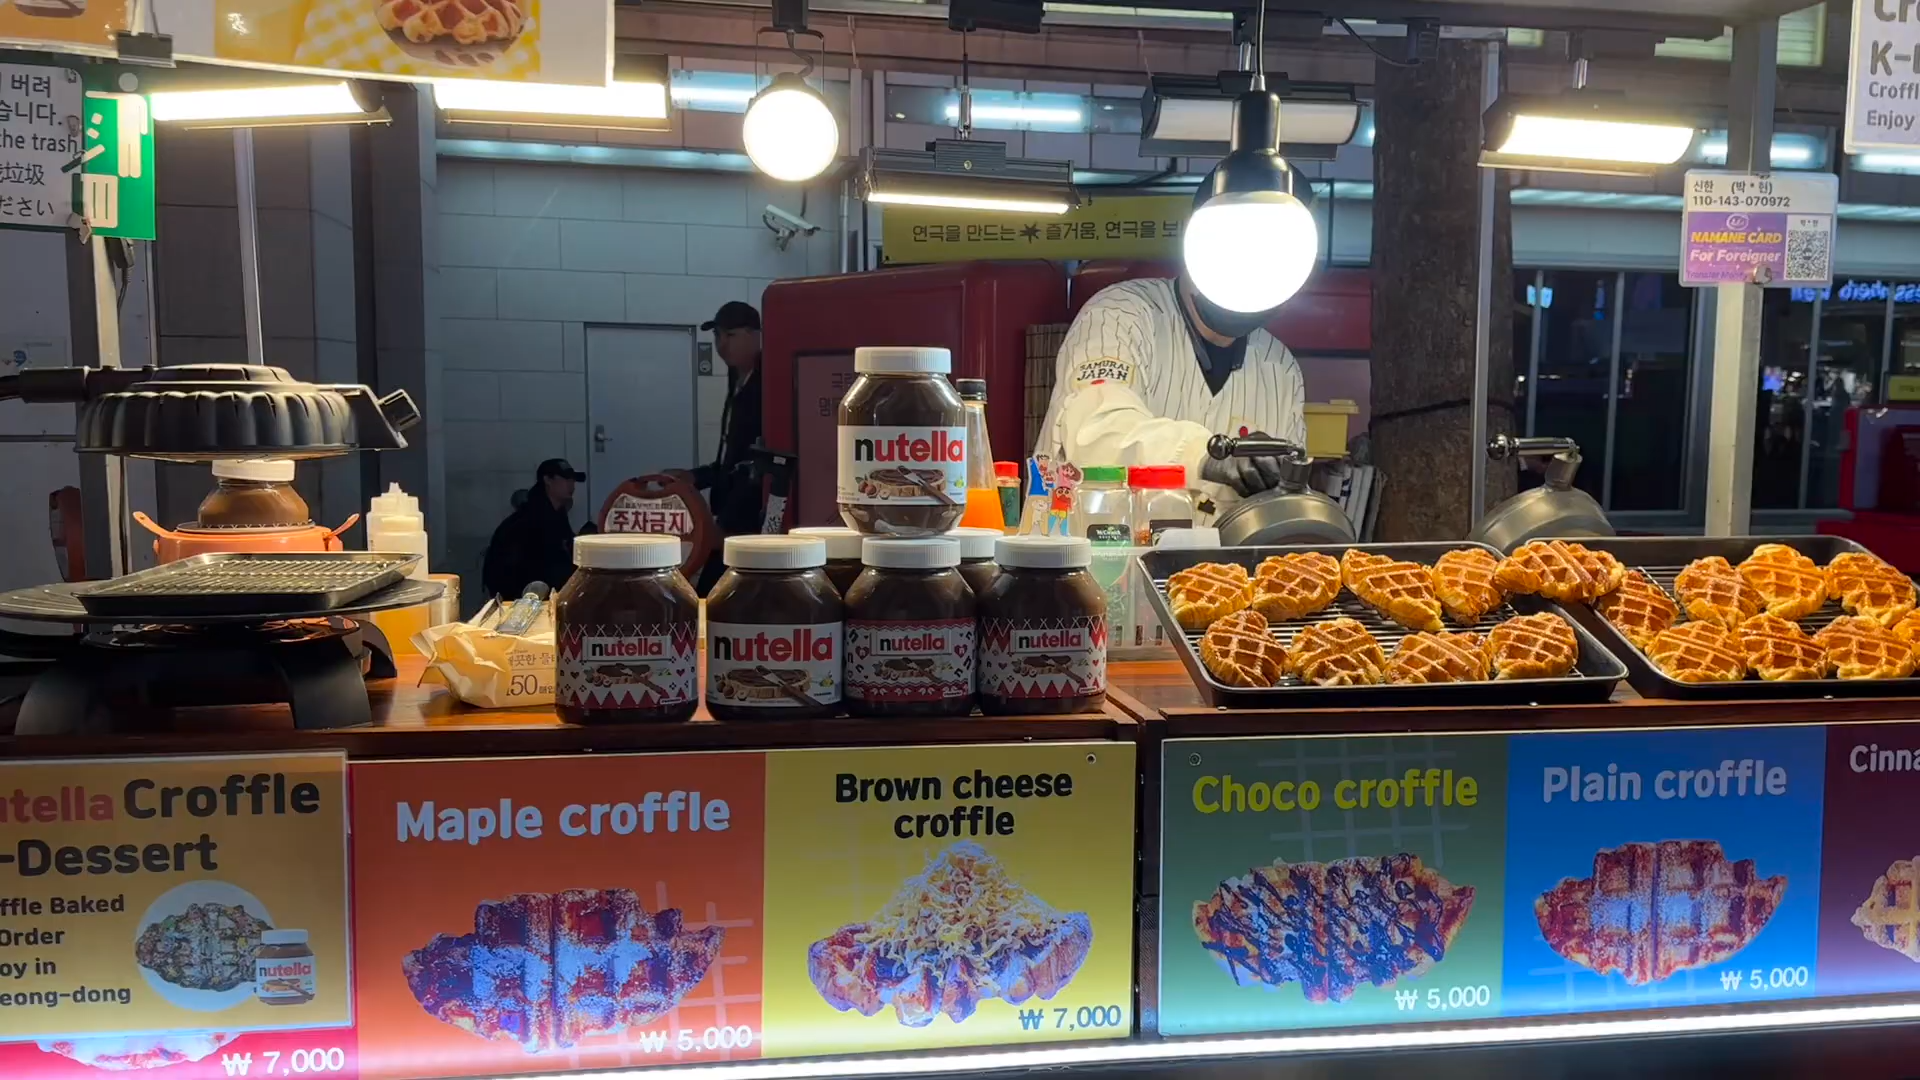 버려
습니다.
the trash
垃圾
ださい
Cr
K-
Croffl
Enjoy
신한 (박*현)
110-143-070972
NAMANE CARD
For Foreigner
연극을 만드는 즐거움, 연극을 보
SAMURAI
JAPAN
주차금지
nutella
nutella
nutella
nutella
nutella
50
utella Croffle
-Dessert
ffle Baked
Order
oy in
eong-dong
nutella
₩ 7,000
Maple croffle
₩ 5,000
Brown cheese
croffle
₩ 7,000
Choco croffle
₩ 5,000
Plain croffle
₩ 5,000
Cinna